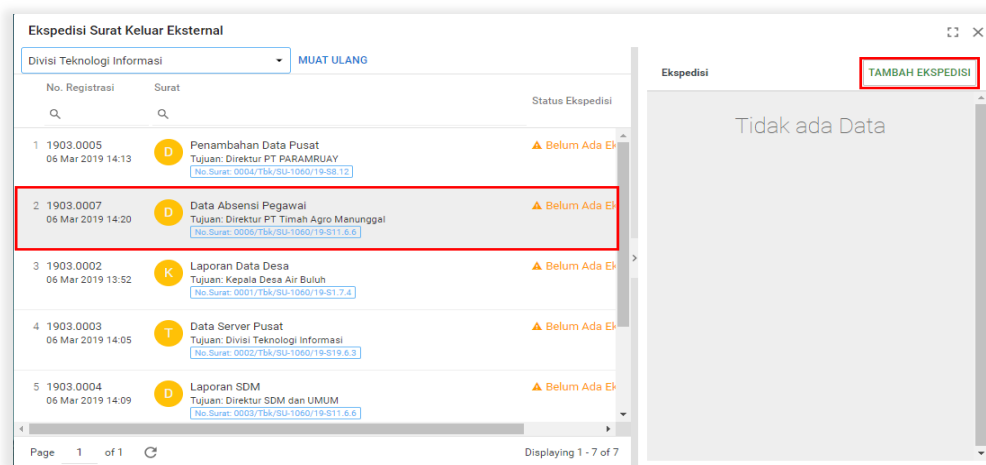 Ekspedisi Surat Keluar Eksternal
Divisi Teknologi Informasi
MUAT ULANG
No. Registrasi
Surat
Status Ekspedisi
1 1903.0005
06 Mar 2019 14:13
D
Penambahan Data Pusat
Tujuan: Direktur PT PARAMRUAY
No.Surat: 0004/Tbk/SU-1060/19-S8.12
Belum Ada Ek
2 1903.0007
06 Mar 2019 14:20
D
Data Absensi Pegawai
Tujuan: Direktur PT Timah Agro Manunggal
No.Surat: 0006/Tbk/SU-1060/19-S11.6.6
Belum Ada Ek
3 1903.0002
06 Mar 2019 13:52
K
Laporan Data Desa
Tujuan: Kepala Desa Air Buluh
No.Surat: 0001/Tbk/SU-1060/19-S1.7.4
Belum Ada Ek
4 1903.0003
06 Mar 2019 14:05
T
Data Server Pusat
Tujuan: Divisi Teknologi Informasi
No.Surat: 0002/Tbk/SU-1060/19-S19.6.3
Belum Ada Ek
5 1903.0004
06 Mar 2019 14:09
D
Laporan SDM
Tujuan: Direktur SDM dan UMUM
No.Surat: 0003/Tbk/SU-1060/19-S11.6.6
Belum Ada Ek
Page 1 of 1
Displaying 1 - 7 of 7
Ekspedisi
TAMBAH EKSPEDISI
Tidak ada Data